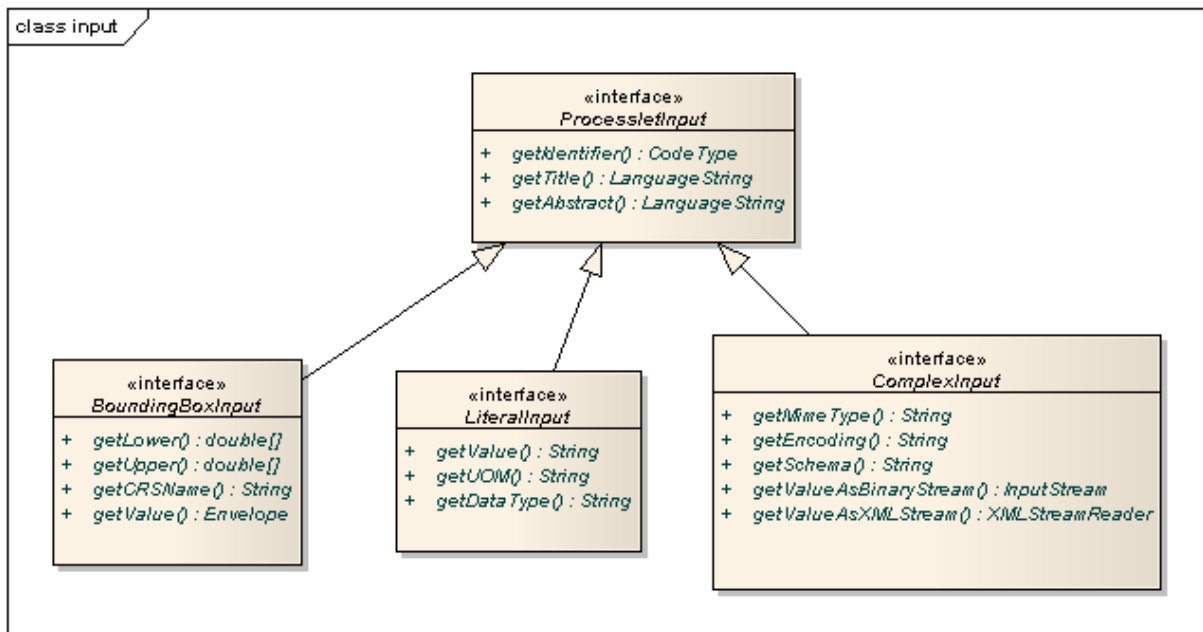 class input
«interface»
ProcessletInput
+ getIdentifier() : CodeType
+ getTitle() : LanguageString
+ getAbstract() : LanguageString
«interface»
BoundingBoxInput
+ getLower() : double[]
+ getUpper() : double[]
+ getCRSName() : String
+ getValue() : Envelope
«interface»
LiteralInput
+ getValue() : String
+ getUOM() : String
+ getDataType() : String
«interface»
ComplexInput
+ getMimeType() : String
+ getEncoding() : String
+ getSchema() : String
+ getValueAsBinaryStream() : InputStream
+ getValueAsXMLStream() : XMLStreamReader